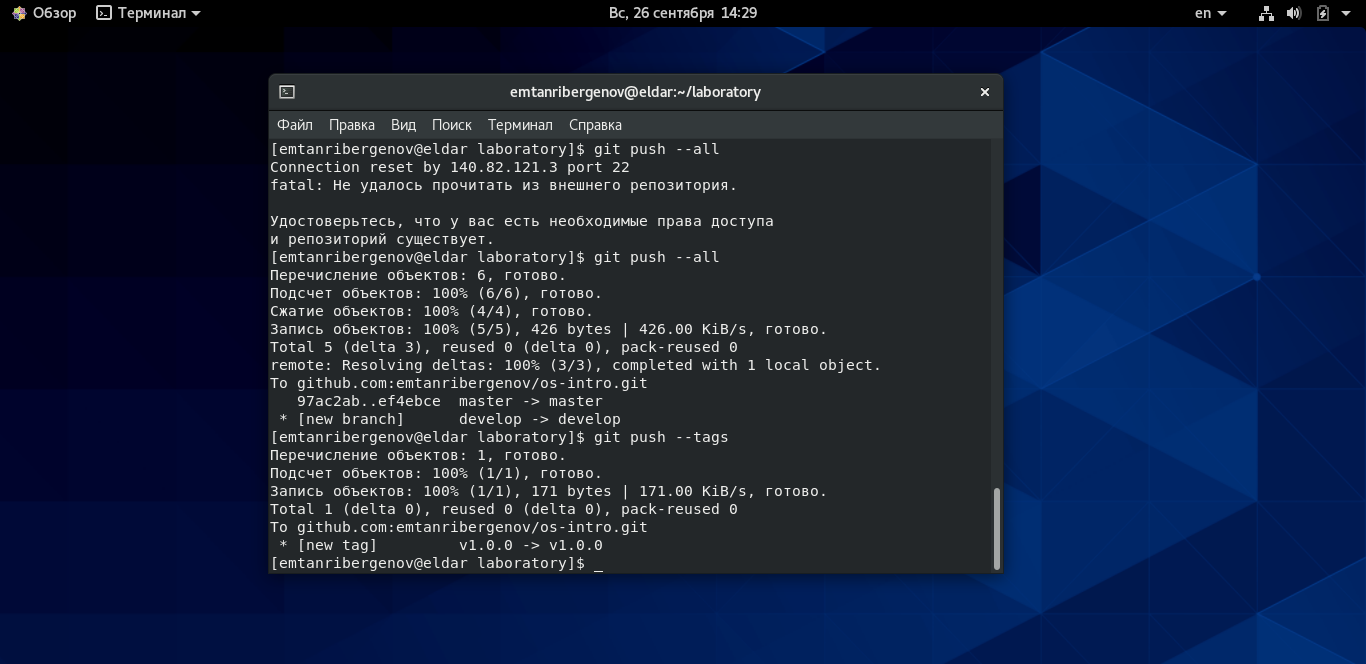 Обзор Терминал Вс, 26 сентября 14:29 en
emtanribergenov@eldar:~/laboratory
Файл Правка Вид Поиск Терминал Справка
[emtanribergenov@eldar laboratory]$ git push --all
Connection reset by 140.82.121.3 port 22
fatal: Не удалось прочитать из внешнего репозитория.

Удостоверьтесь, что у вас есть необходимые права доступа
и репозиторий существует.
[emtanribergenov@eldar laboratory]$ git push --all
Перечисление объектов: 6, готово.
Подсчет объектов: 100% (6/6), готово.
Сжатие объектов: 100% (4/4), готово.
Запись объектов: 100% (5/5), 426 bytes | 426.00 KiB/s, готово.
Total 5 (delta 3), reused 0 (delta 0), pack-reused 0
remote: Resolving deltas: 100% (3/3), completed with 1 local object.
To github.com:emtanribergenov/os-intro.git
   97ac2ab..ef4ebce  master -> master
 * [new branch]      develop -> develop
[emtanribergenov@eldar laboratory]$ git push --tags
Перечисление объектов: 1, готово.
Подсчет объектов: 100% (1/1), готово.
Запись объектов: 100% (1/1), 171 bytes | 171.00 KiB/s, готово.
Total 1 (delta 0), reused 0 (delta 0), pack-reused 0
To github.com:emtanribergenov/os-intro.git
 * [new tag]         v1.0.0 -> v1.0.0
[emtanribergenov@eldar laboratory]$ _